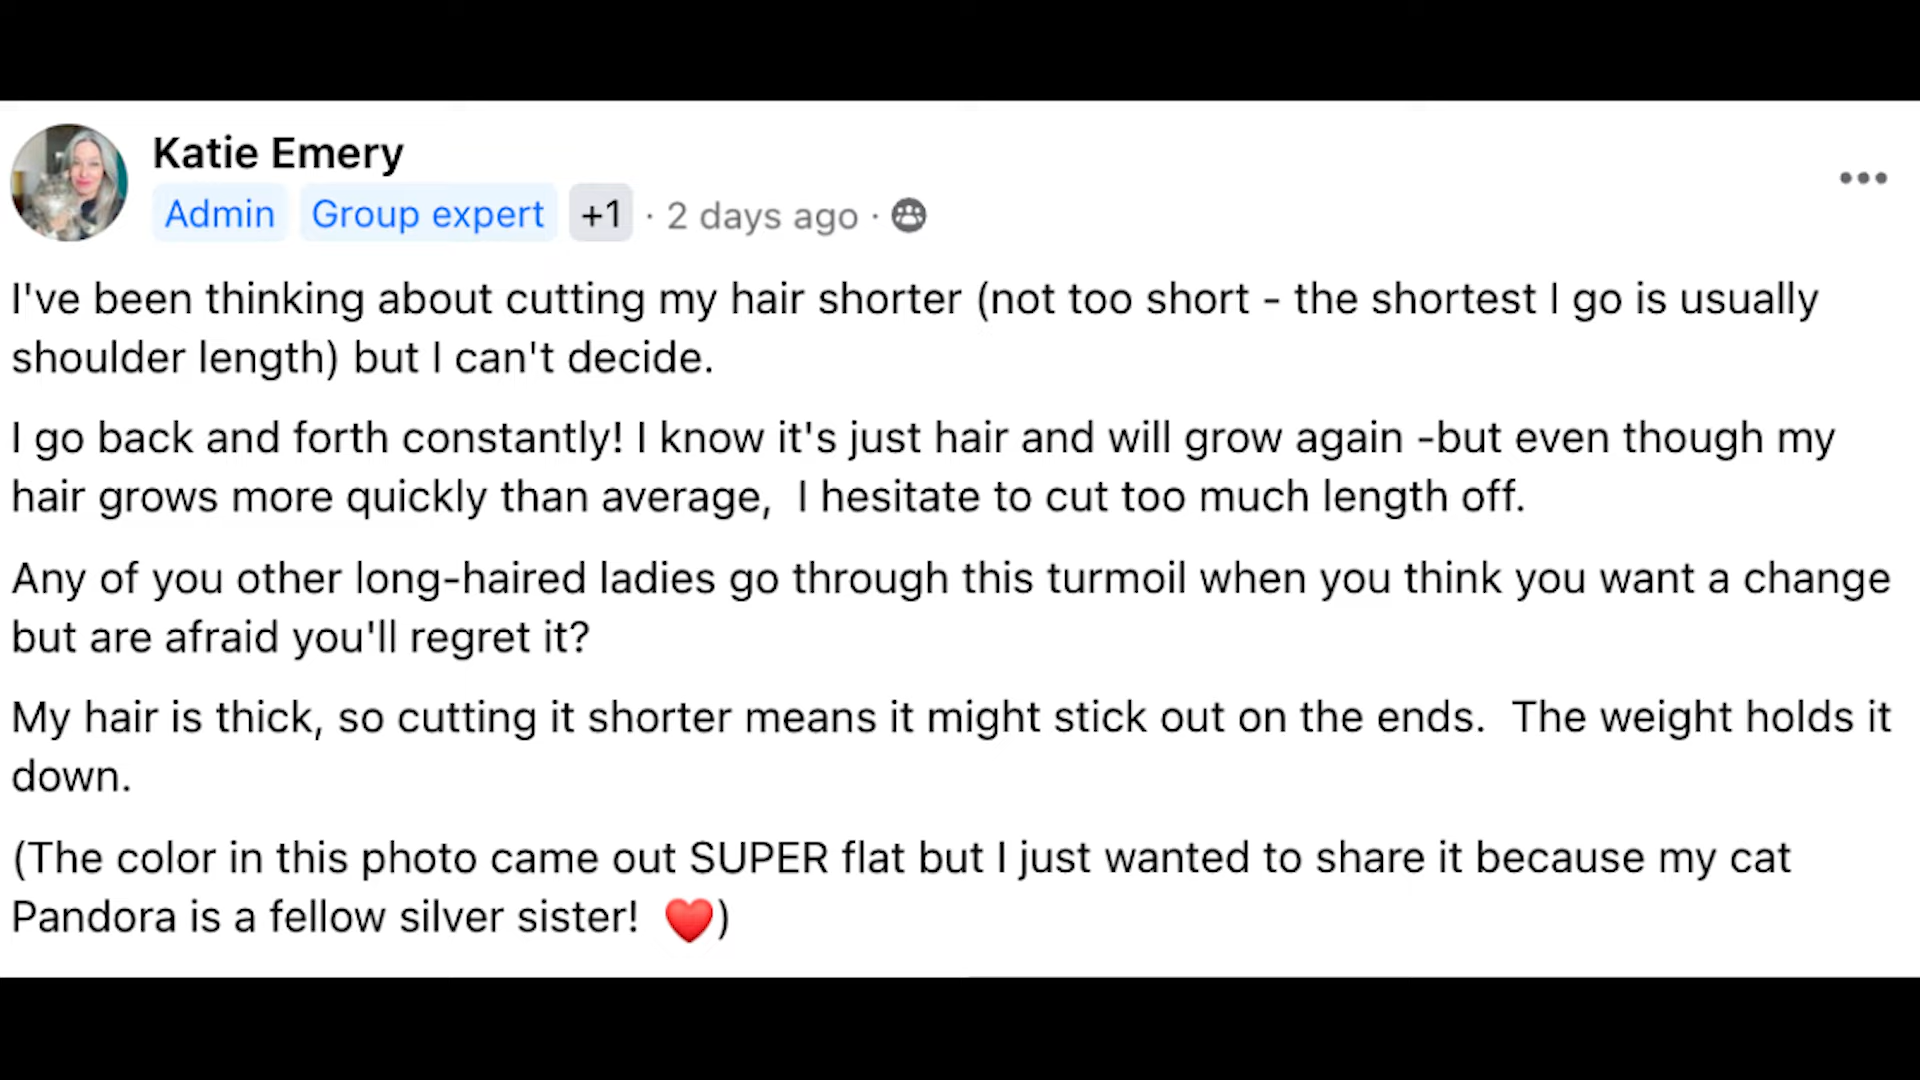 Katie Emery
Admin Group expert +1 · 2 days ago ·
I've been thinking about cutting my hair shorter (not too short - the shortest I go is usually
shoulder length) but I can't decide.
I go back and forth constantly! I know it's just hair and will grow again -but even though my
hair grows more quickly than average,  I hesitate to cut too much length off.
Any of you other long-haired ladies go through this turmoil when you think you want a change
but are afraid you'll regret it?
My hair is thick, so cutting it shorter means it might stick out on the ends.  The weight holds it
down.
(The color in this photo came out SUPER flat but I just wanted to share it because my cat
Pandora is a fellow silver sister!  ❤️)